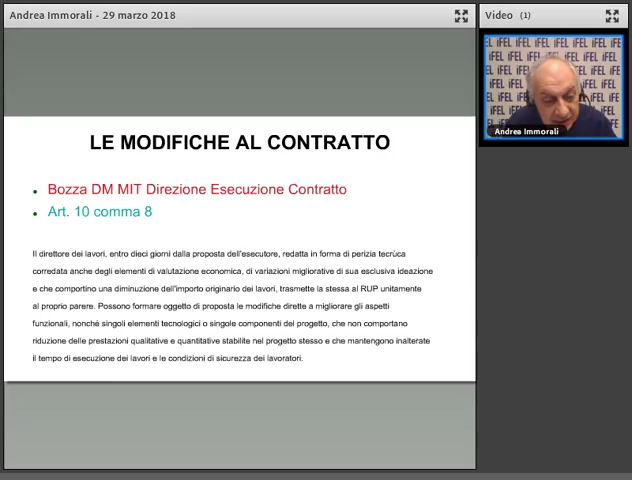 Andrea Immorali - 29 marzo 2018
Video (1)
Andrea Immorali
LE MODIFICHE AL CONTRATTO
Bozza DM MIT Direzione Esecuzione Contratto
Art. 10 comma 8
Il direttore dei lavori, entro dieci giorni dalla proposta dell'esecutore, redatta in forma di perizia tecrùca
corredata anche degli elementi di valutazione economica, di variazioni migliorative di sua esclusiva ideazione
e che comportino una diminuzione dell'importo originario dei lavori, trasmette la stessa al RUP unitamente
al proprio parere. Possono formare oggetto di proposta le modifiche dirette a migliorare gli aspetti
funzionali, nonché singoli elementi tecnologici o singole componenti del progetto, che non comportano
riduzione delle prestazioni qualitative e quantitative stabilite nel progetto stesso e che mantengono inalterate
il tempo di esecuzione dei lavori e le condizioni di sicurezza dei lavoratori.